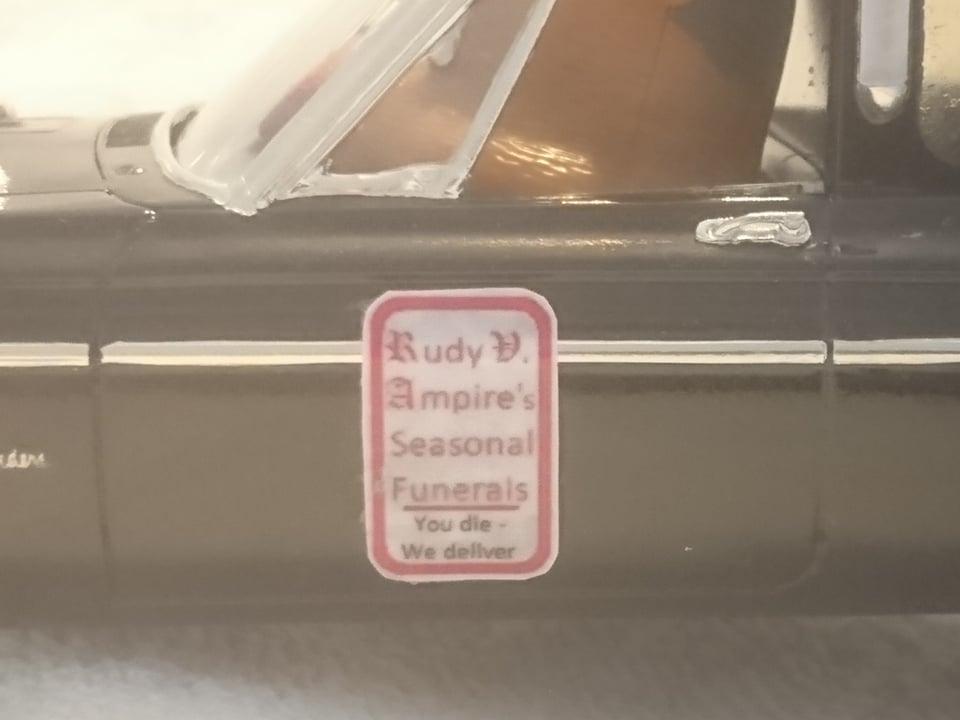 Rudy V.
Ampire's
Seasonal
Funerals
You die -
We deliver